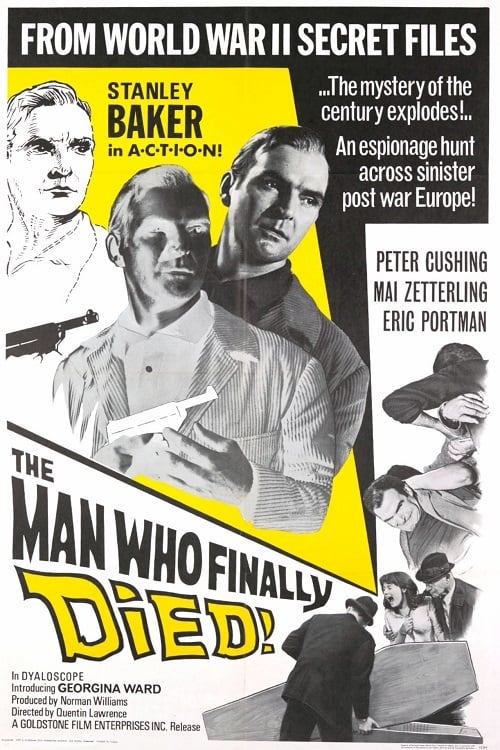 FROM WORLD WAR II SECRET FILES
STANLEY
BAKER
in A·C·T·I·O·N!
...The mystery of the
century explodes!..
An espionage hunt
across sinister
post war Europe!
PETER CUSHING
MAI ZETTERLING
ERIC PORTMAN
THE
MAN WHO FINALLY
DiED!
In DYALOSCOPE
Introducing GEORGINA WARD
Produced by Norman Williams
Directed by Quentin Lawrence
A GOLDSTONE FILM ENTERPRISES INC. Release